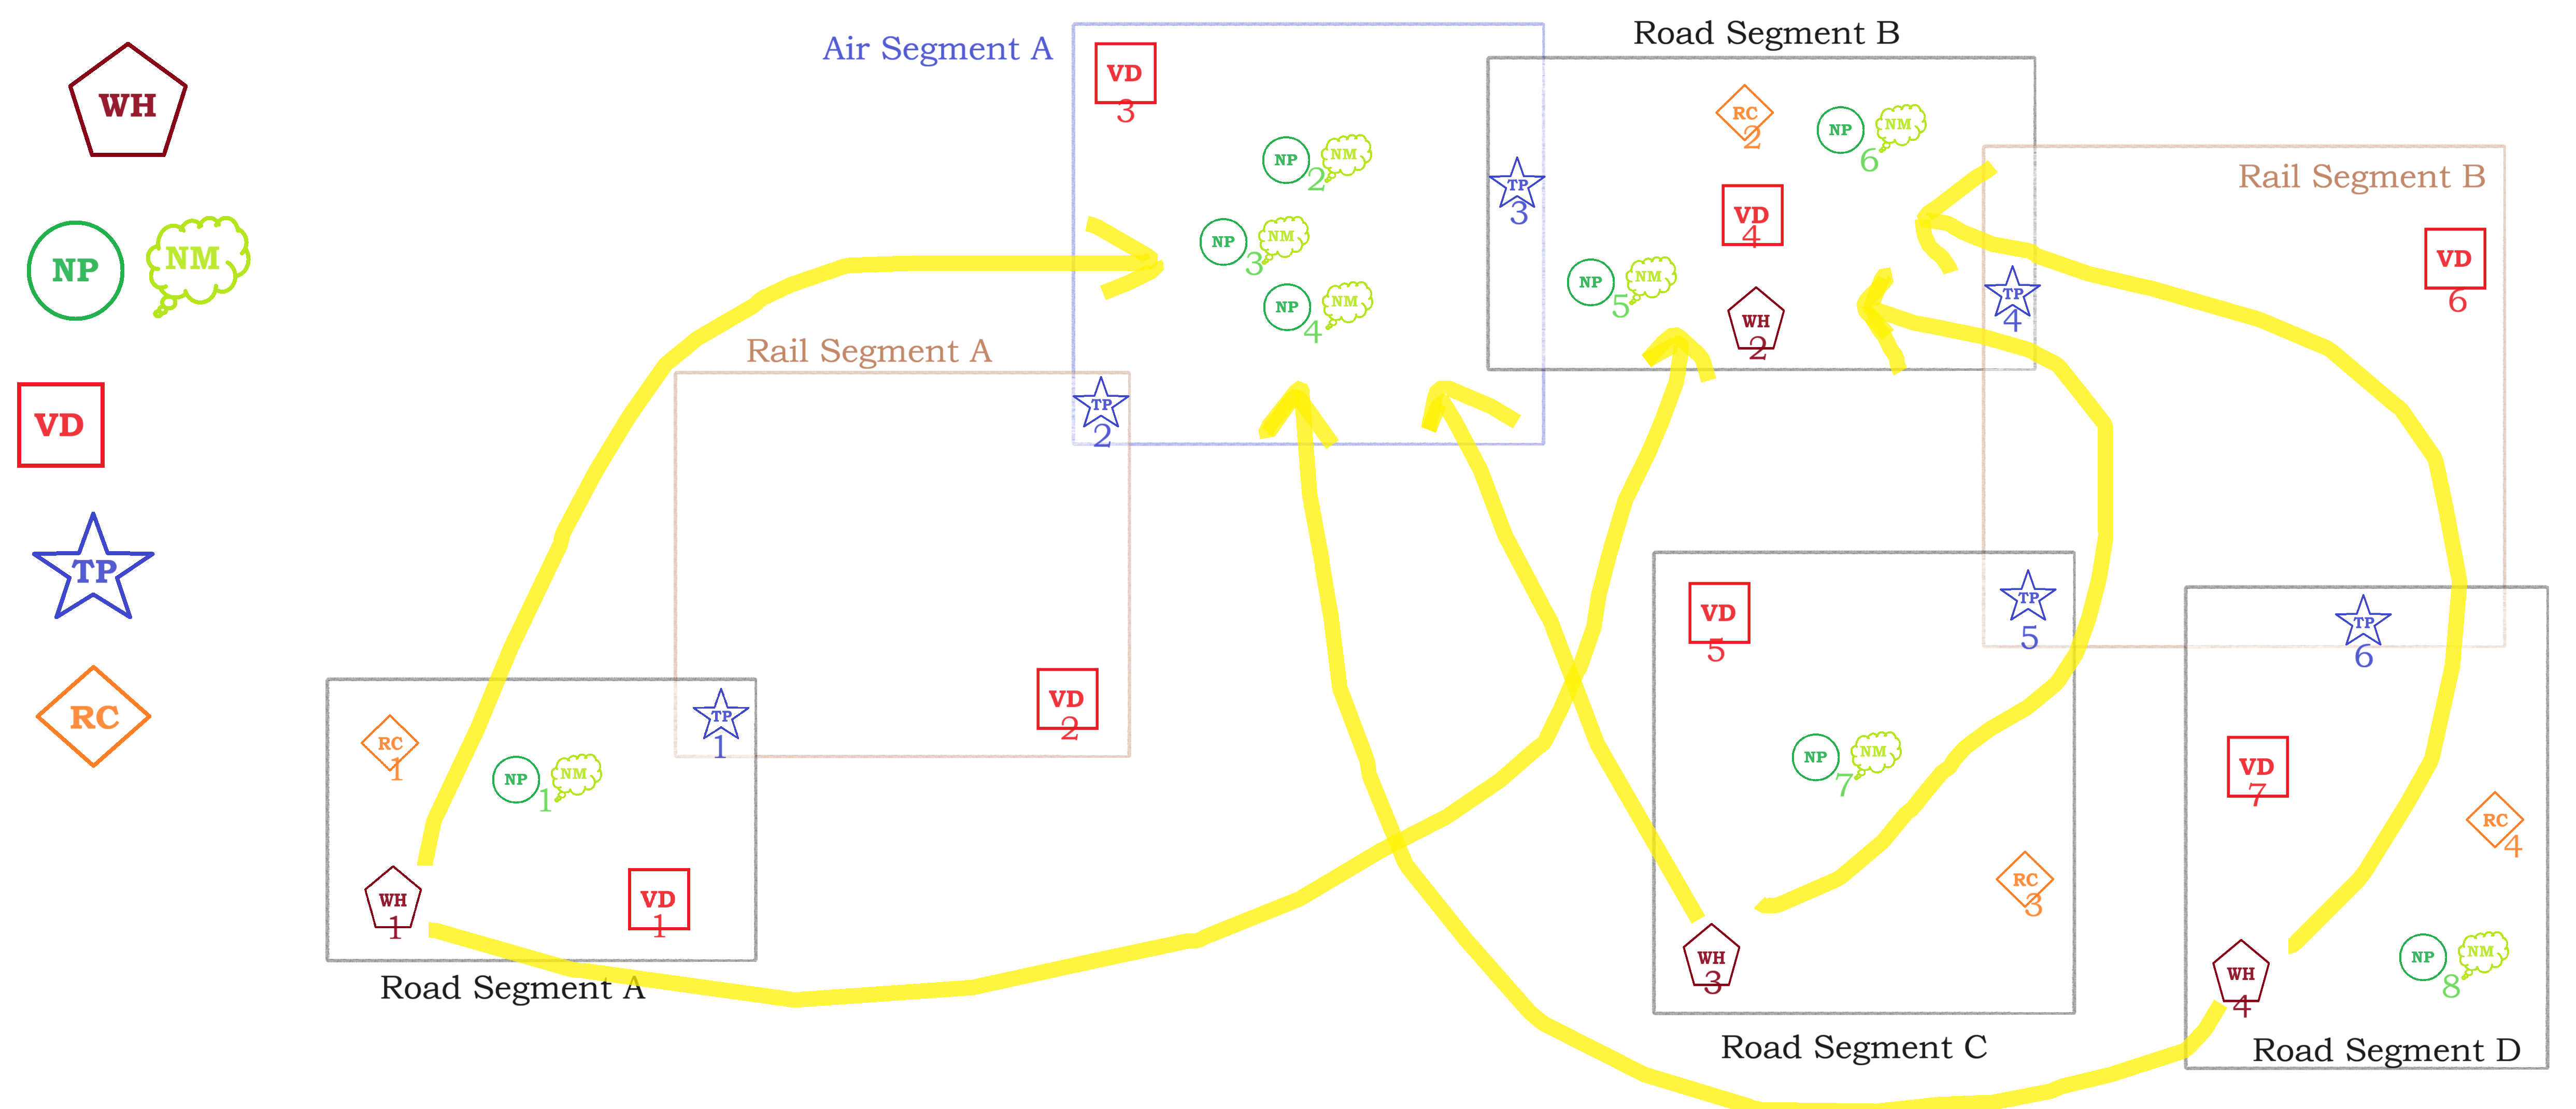 WH
NP NM
VD
TP
RC
Air Segment A
VD
3
NP 2 NM
NP 3 NM
NP 4 NM
TP
2
Road Segment B
RC
2
NP 6 NM
TP
3
VD
4
NP 5 NM
WH
2
TP
4
Rail Segment B
VD
6
Rail Segment A
TP
1
VD
2
RC
1
NP 1 NM
WH
1
VD
1
Road Segment A
VD
5
TP
5
NP 7 NM
RC
3
WH
3
Road Segment C
TP
6
VD
7
RC
4
NP 8 NM
WH
4
Road Segment D